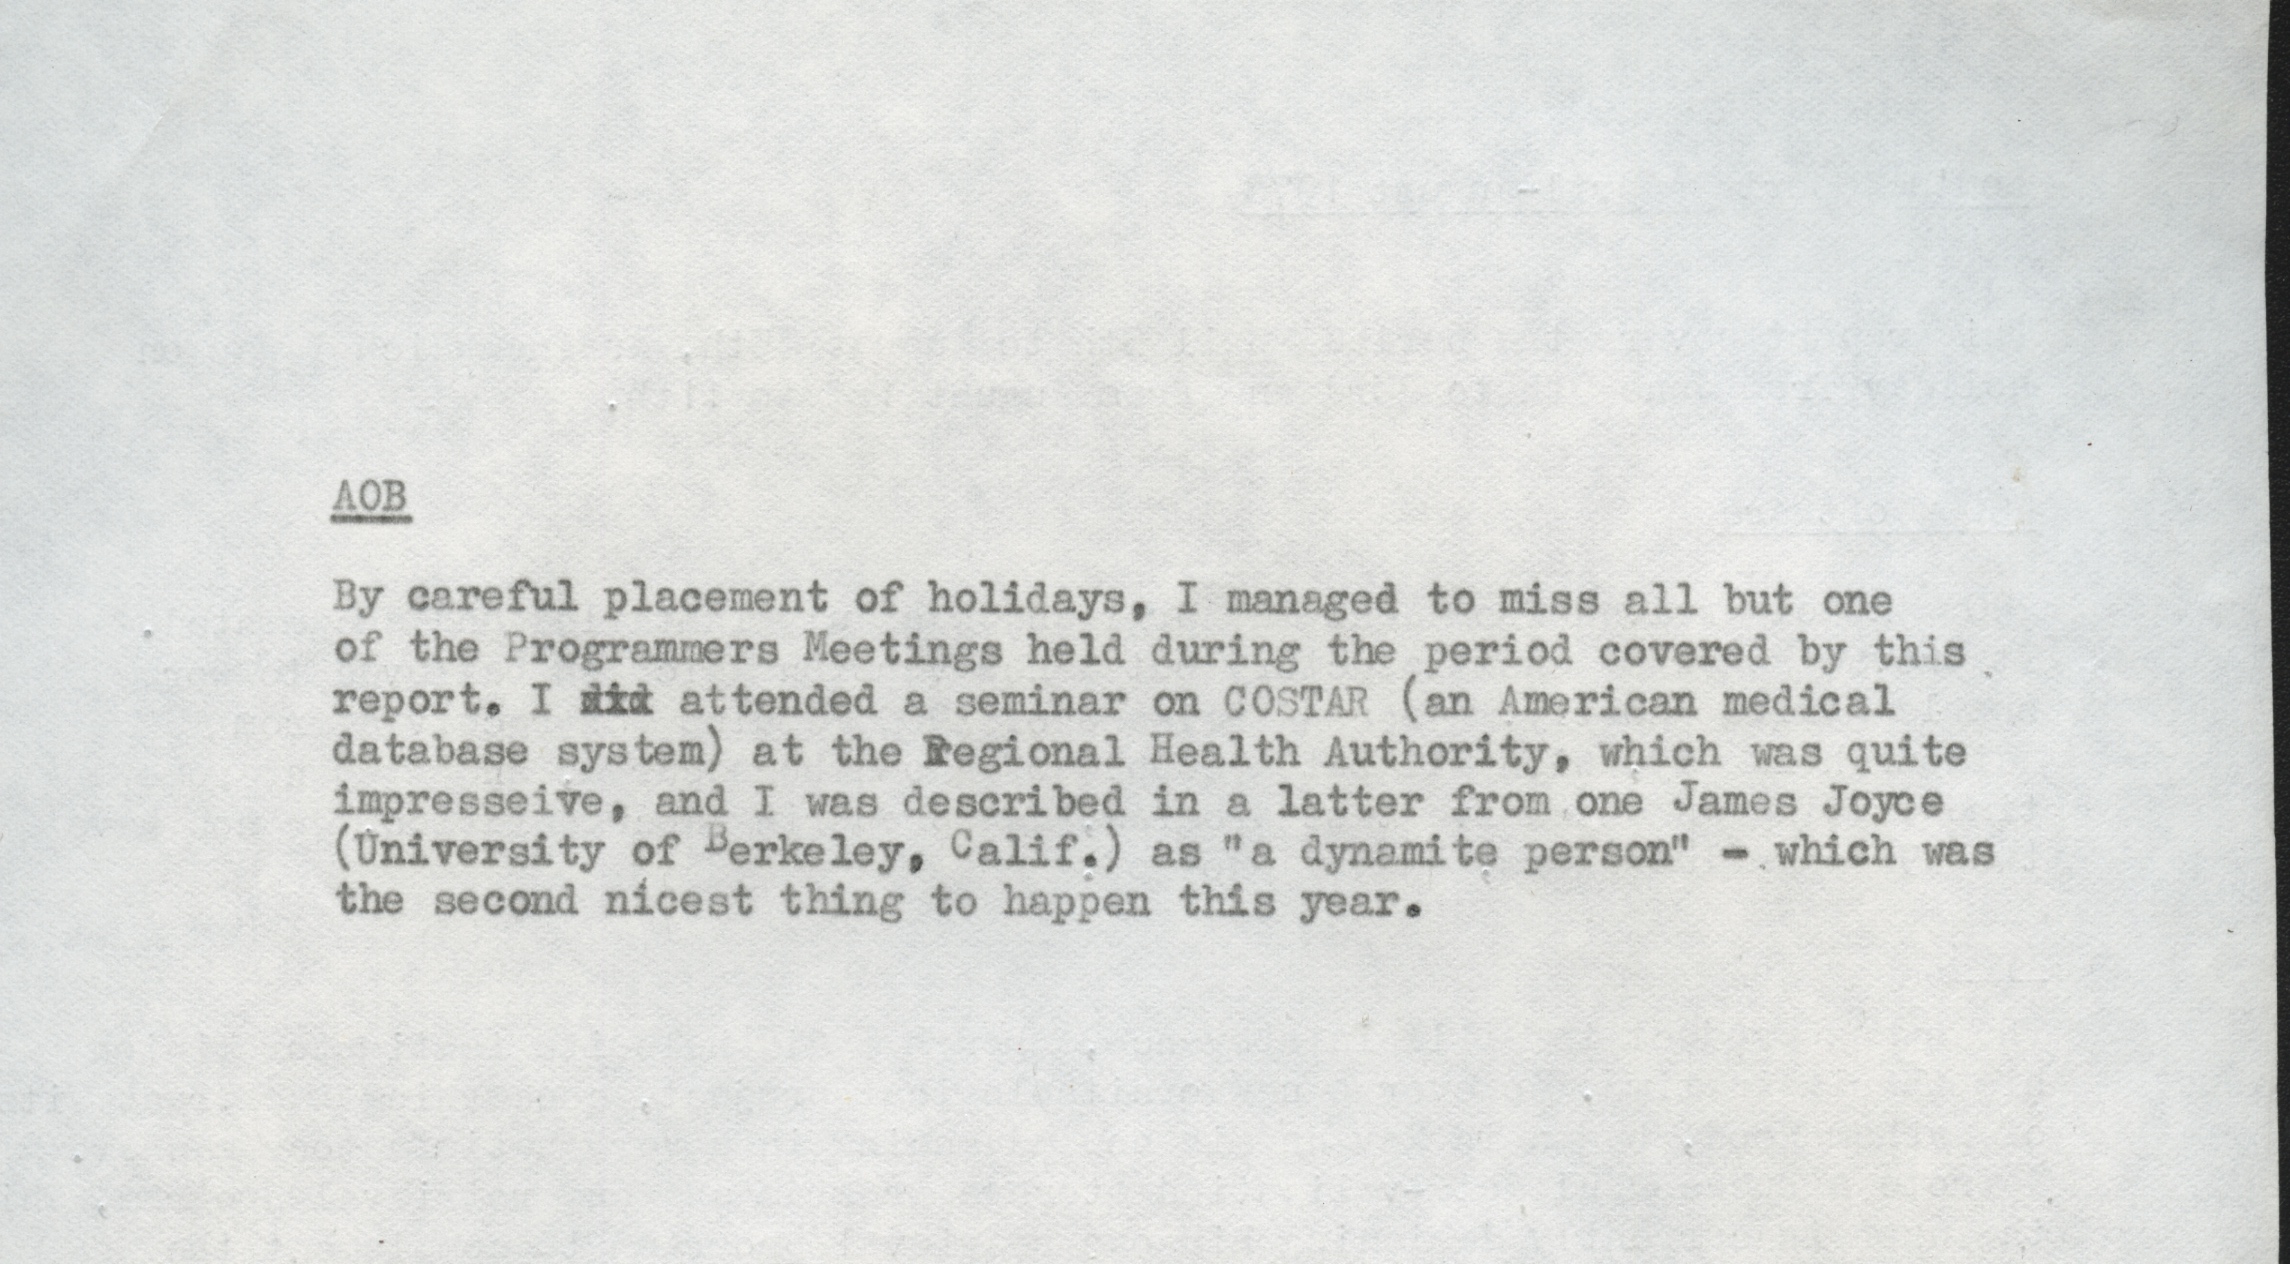 AOB
By careful placement of holidays, I managed to miss all but one
of the Programmers Meetings held during the period covered by this
report. I did attended a seminar on COSTAR (an American medical
database system) at the Regional Health Authority, which was quite
impresseive, and I was described in a latter from one James Joyce
(University of Berkeley, Calif.) as "a dynamite person" - which was
the second nicest thing to happen this year.